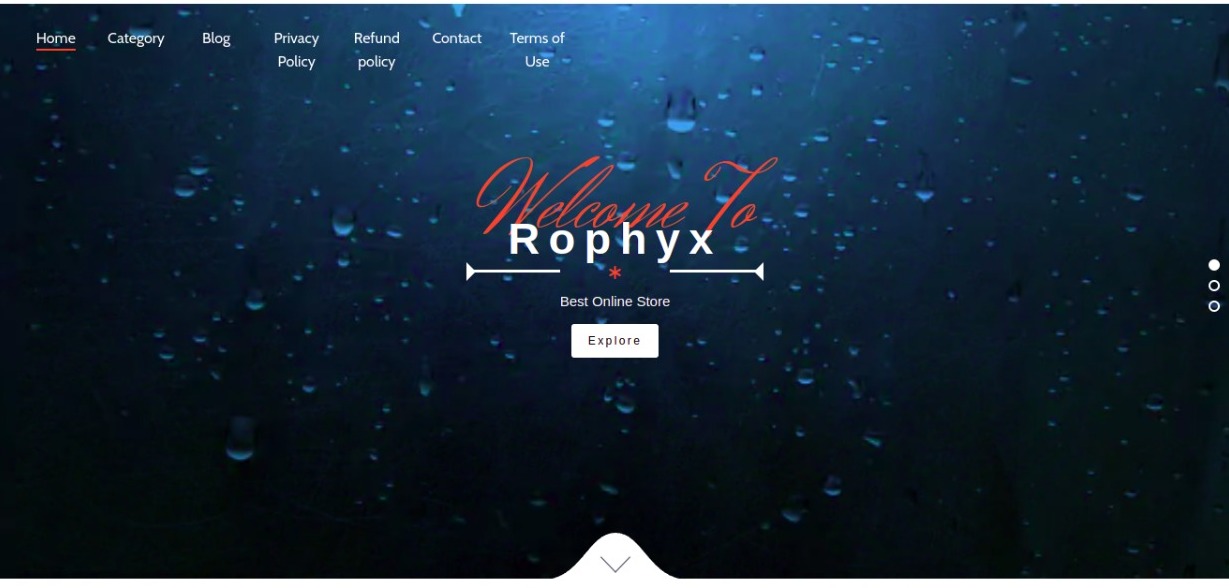 Home Category Blog Privacy Refund Contact Terms of
Policy policy Use
Welcome To
Rophyx
*
Best Online Store
Explore